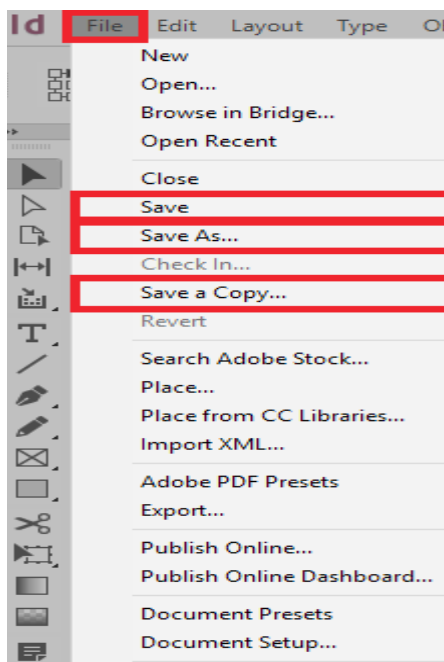 Id File Edit Layout Type
New
Open...
Browse in Bridge...
Open Recent
Close
Save
Save As...
Check In...
Save a Copy...
Revert
Search Adobe Stock...
Place...
Place from CC Libraries...
Import XML...
Adobe PDF Presets
Export...
Publish Online...
Publish Online Dashboard...
Document Presets
Document Setup...